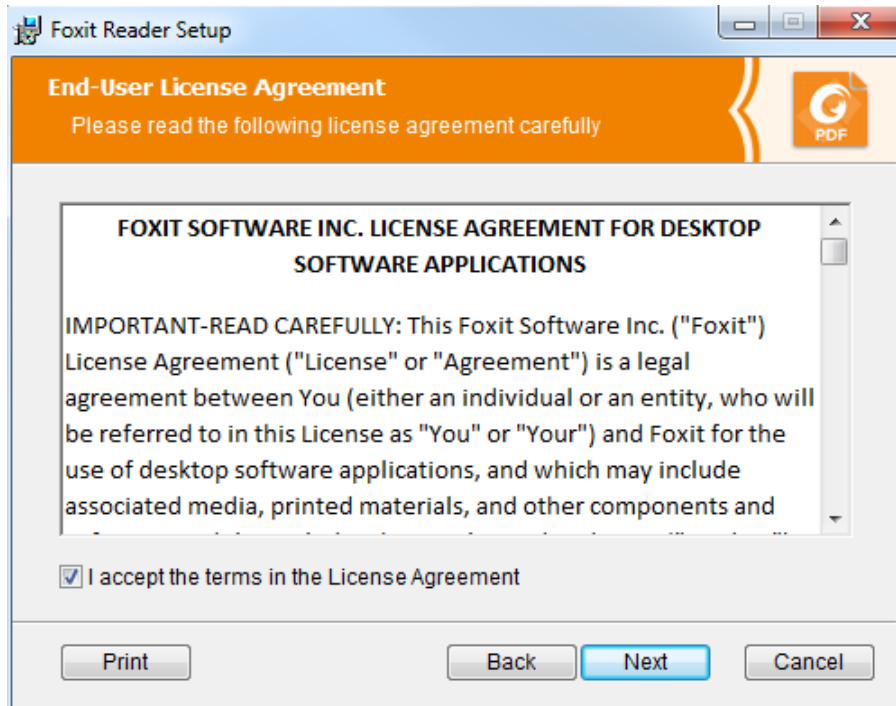 Foxit Reader Setup
End-User License Agreement
Please read the following license agreement carefully
PDF
FOXIT SOFTWARE INC. LICENSE AGREEMENT FOR DESKTOP
SOFTWARE APPLICATIONS
IMPORTANT-READ CAREFULLY: This Foxit Software Inc. ("Foxit")
License Agreement ("License" or "Agreement") is a legal
agreement between You (either an individual or an entity, who will
be referred to in this License as "You" or "Your") and Foxit for the
use of desktop software applications, and which may include
associated media, printed materials, and other components and
I accept the terms in the License Agreement
Print
Back
Next
Cancel